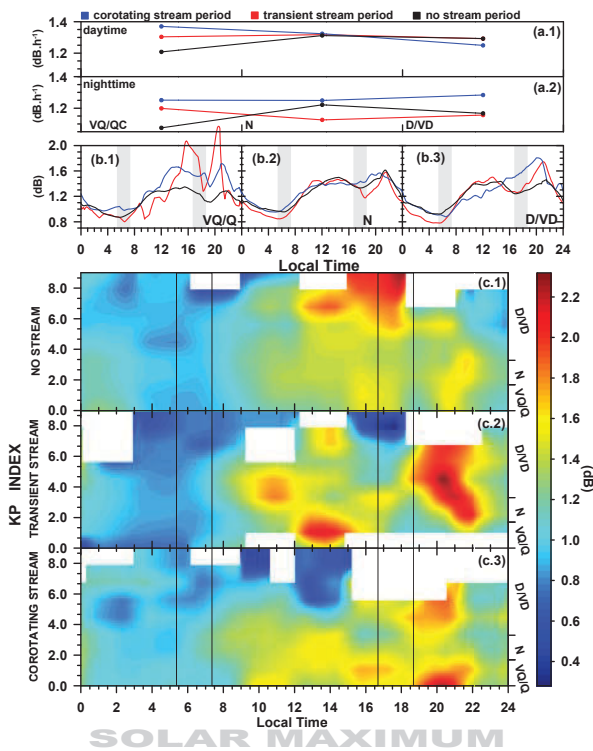 corotating stream period transient stream period no stream period
1.4 daytime (a.1)
1.3
1.2
(dB.h⁻¹)
1.4 nighttime (a.2)
1.2
(dB.h⁻¹)
VQ/QC N D/VD
2.0 (b.1) (b.2) (b.3)
1.6
1.2
0.8
(dB)
VQ/Q N D/VD
0 4 8 12 16 20 0 4 8 12 16 20 0 4 8 12 16 20 24
Local Time
8.0 (c.1)
6.0
4.0
2.0
0.0
NO STREAM
D/VD
N
VQ/Q
8.0 (c.2)
6.0
4.0
2.0
0.0
KP INDEX
TRANSIENT STREAM
D/VD
N
VQ/Q
8.0 (c.3)
6.0
4.0
2.0
0.0
COROTATING STREAM
D/VD
N
VQ/Q
0 2 4 6 8 10 12 14 16 18 20 22 24
Local Time
2.2
2.0
1.8
1.6
1.4
1.2
1.0
0.8
0.6
0.4
(dB)
SOLAR MAXIMUM